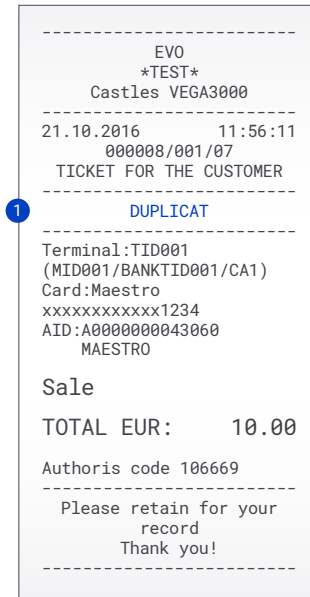 ------------------------
EVO
*TEST*
Castles VEGA3000
------------------------
21.10.2016 11:56:11
000008/001/07
TICKET FOR THE CUSTOMER
------------------------
1 DUPLICAT
------------------------
Terminal:TID001
(MID001/BANKTID001/CA1)
Card:Maestro
xxxxxxxxxxxx1234
AID:A0000000043060
MAESTRO
Sale
TOTAL EUR: 10.00
Authoris code 106669
------------------------
Please retain for your
record
Thank you!
------------------------